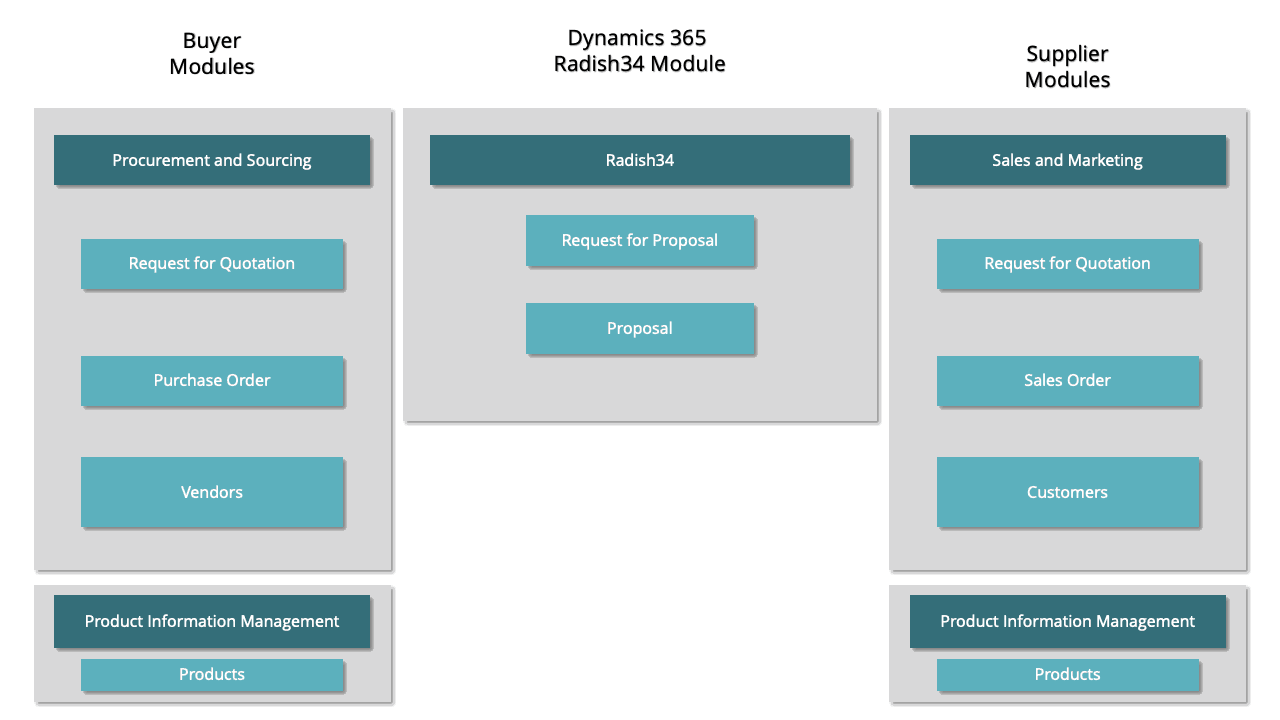 Buyer
Modules
Dynamics 365
Radish34 Module
Supplier
Modules
Procurement and Sourcing
Request for Quotation
Purchase Order
Vendors
Product Information Management
Products
Radish34
Request for Proposal
Proposal
Sales and Marketing
Request for Quotation
Sales Order
Customers
Product Information Management
Products